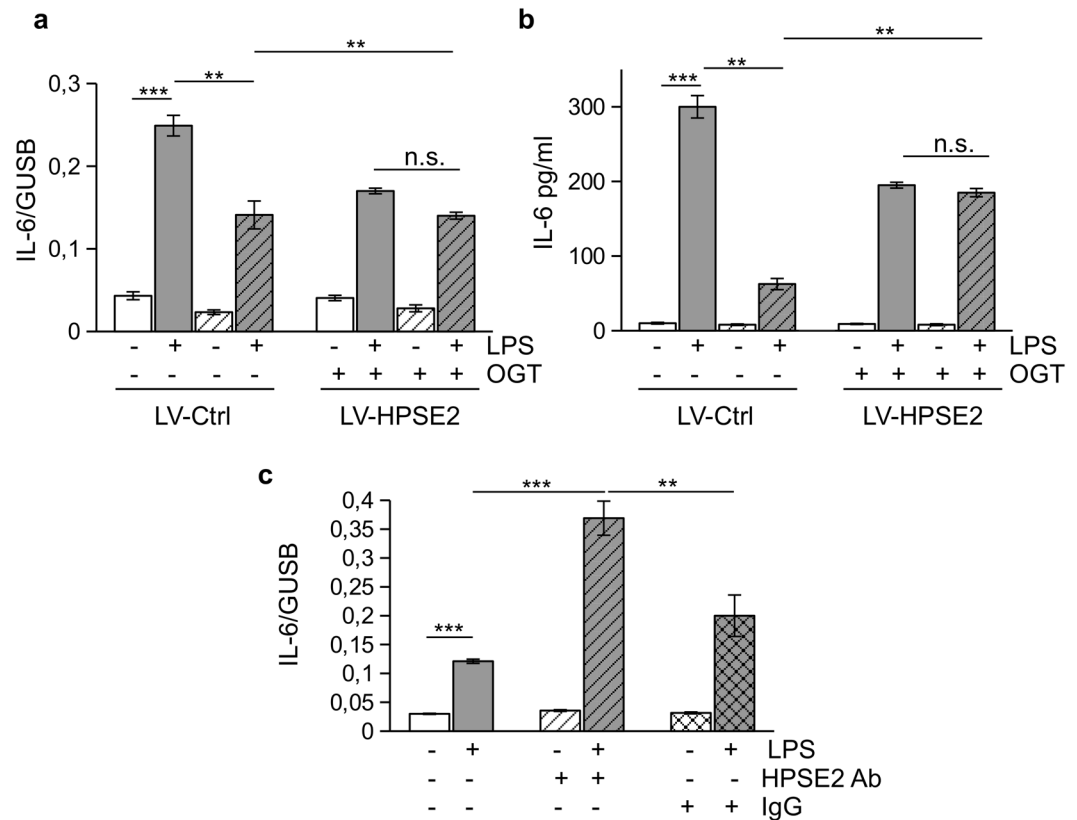 a
**
*** **
0,3
0,2
0,1
0
IL-6/GUSB
n.s.
- + - + - + - + LPS
- - - - + + + + OGT
LV-Ctrl LV-HPSE2
b
**
*** **
300
200
100
0
IL-6 pg/ml
n.s.
- + - + - + - + LPS
- - - - + + + + OGT
LV-Ctrl LV-HPSE2
c
*** **
0,4
0,35
0,3
0,25
0,2
0,15
0,1
0,05
0
IL-6/GUSB
***
- + - + - + LPS
- - + + - - HPSE2 Ab
- - - - + + IgG